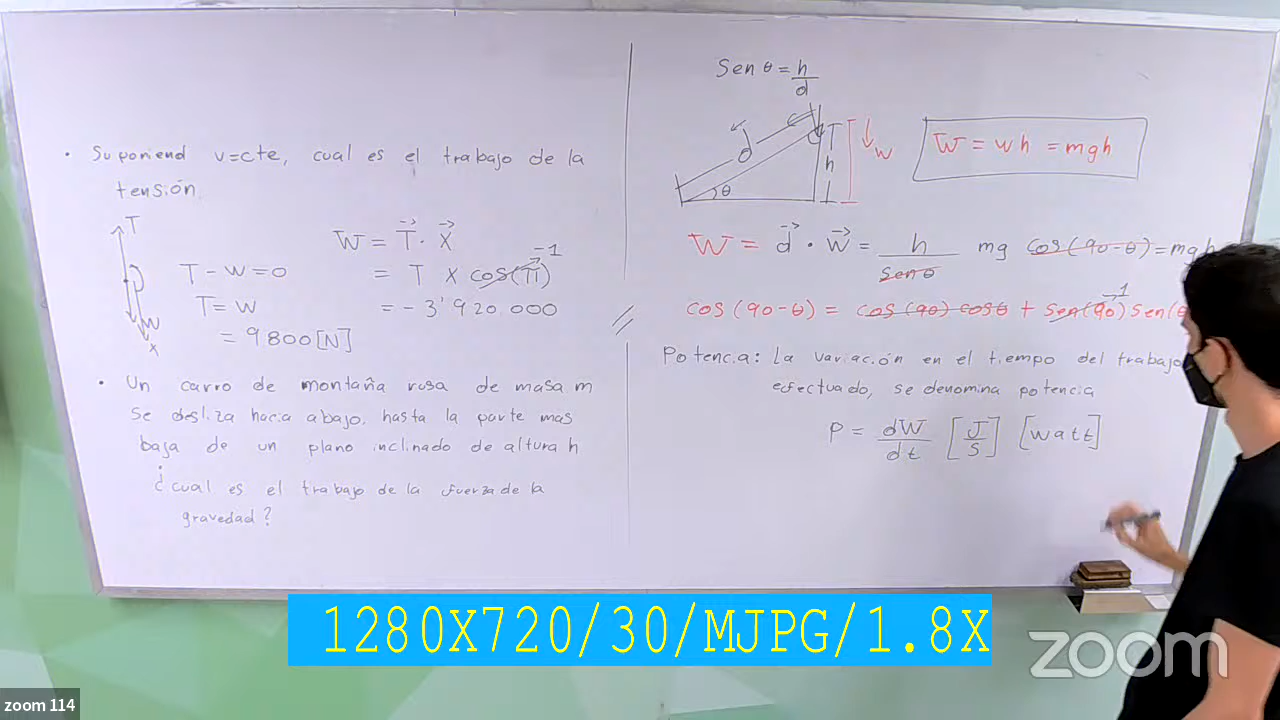 • Suponiend v=cte, cual es el trabajo de la
tensión.
T
W = T⃗ · X⃗
T - w = 0
= T x cos(π) -1
T = w
= - 3'920 000
= 9800[N]
W
x
• Un carro de montaña rusa de masa m
se desliza hacia abajo, hasta la parte mas
baja de un plano inclinado de altura h
¿cual es el trabajo de la fuerza de la
gravedad?
Sen θ = h/d
θ
h
w
W = wh = mgh
W = d⃗ · w⃗ = h/sen θ mg cos(90-θ) = mgh
cos(90-θ) = cos(90) cosθ + sen(90) 1 sen(θ
Potencia: La variación en el tiempo del trabajo
efectuado, se denomina potencia
P = dW/dt [J/s] [watt]
1280X720/30/MJPG/1.8X
zoom
zoom 114